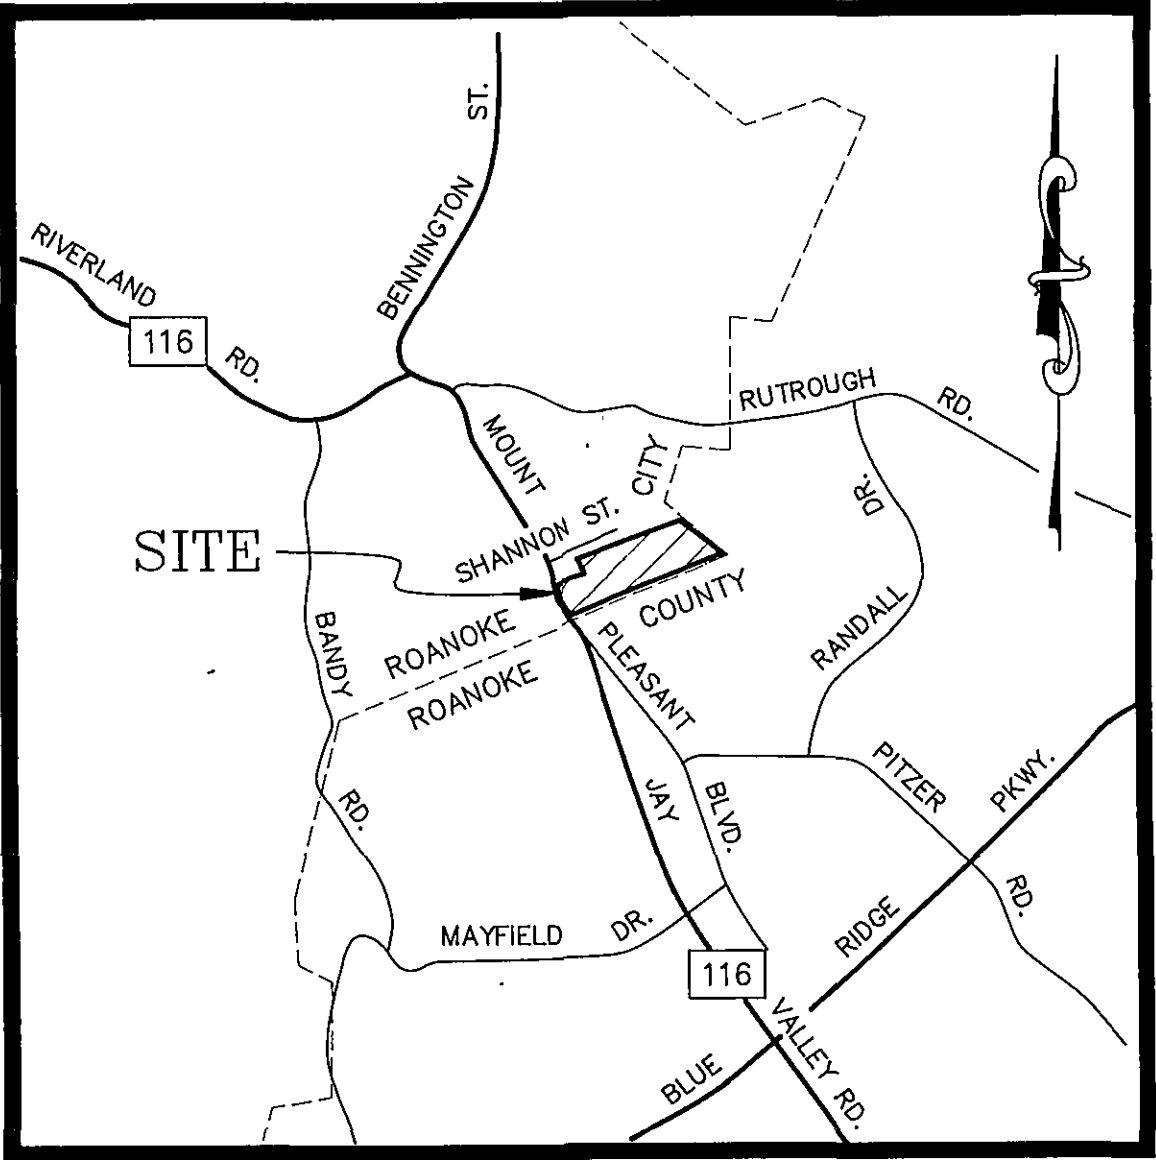 BENNINGTON ST.
RIVERLAND RD.
116
RUTROUGH RD.
MOUNT PLEASANT BLVD.
SHANNON ST.
CITY
SITE
COUNTY
ROANOKE
ROANOKE
BANDY RD.
RANDALL DR.
JAY VALLEY RD.
PITZER RD.
BLUE RIDGE PKWY.
MAYFIELD DR.
116